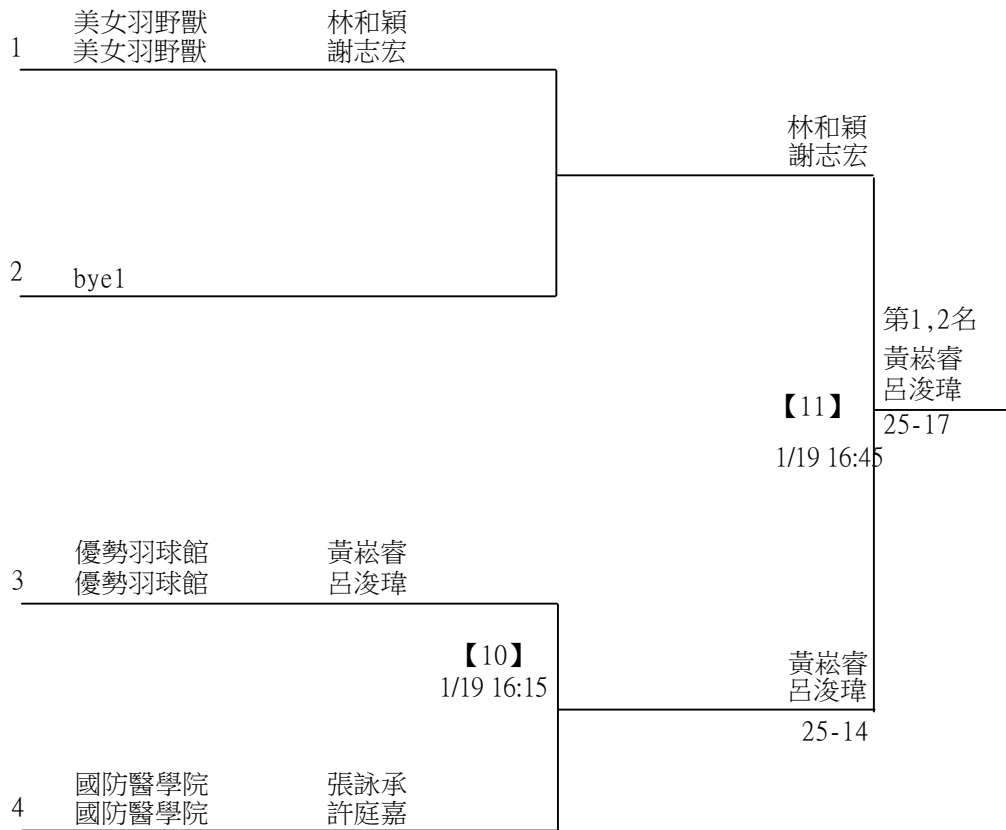 美女羽野獸 林和穎
1 美女羽野獸 謝志宏
林和穎
謝志宏
2 bye1
第1,2名
黃崧睿
呂浚瑋
【11】
25-17
1/19 16:45
優勢羽球館 黃崧睿
3 優勢羽球館 呂浚瑋
【10】
1/19 16:15
黃崧睿
呂浚瑋
25-14
國防醫學院 張詠承
4 國防醫學院 許庭嘉